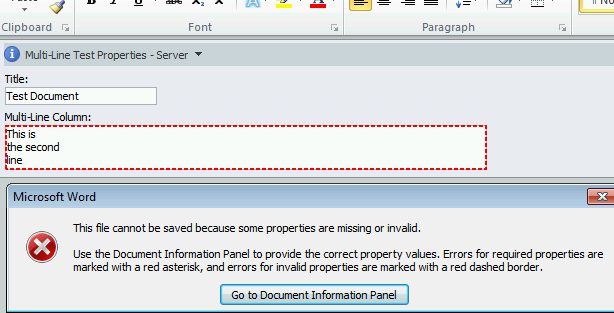 Clipboard
Font
Paragraph
Multi-Line Test Properties - Server
Title:
Test Document
Multi-Line Column:
This is
the second
line
Microsoft Word
This file cannot be saved because some properties are missing or invalid.
Use the Document Information Panel to provide the correct property values. Errors for required properties are
marked with a red asterisk, and errors for invalid properties are marked with a red dashed border.
Go to Document Information Panel